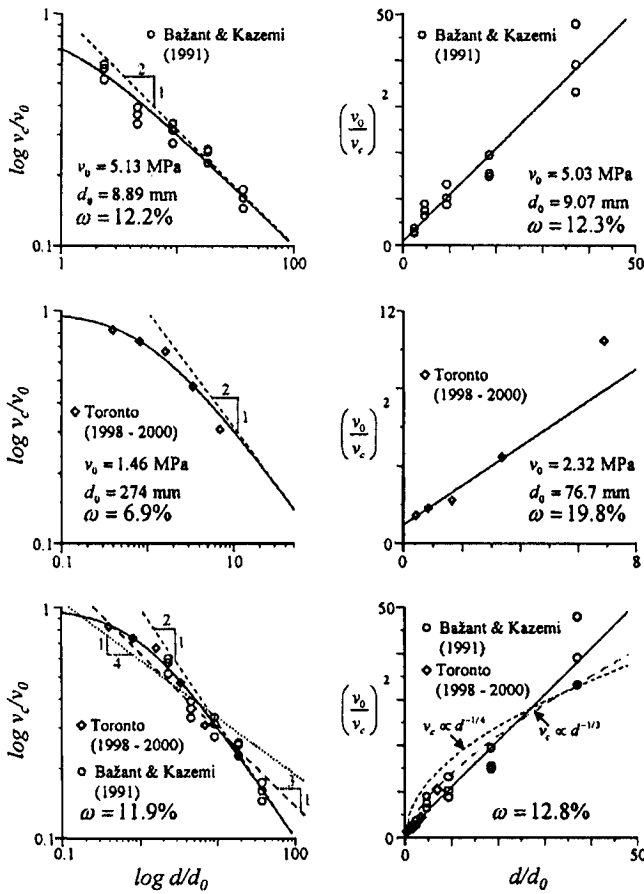 1
log v_c/v_0
2
1
Bažant & Kazemi
(1991)
v_0 = 5.13 MPa
d_0 = 8.89 mm
ω = 12.2%
0.1
1
100
50
(v_0/v_c)^2
Bažant & Kazemi
(1991)
v_0 = 5.03 MPa
d_0 = 9.07 mm
ω = 12.3%
0
0
50
1
log v_c/v_0
2
1
Toronto
(1998 - 2000)
v_0 = 1.46 MPa
d_0 = 274 mm
ω = 6.9%
0.1
0.1
10
12
(v_0/v_c)^2
Toronto
(1998 - 2000)
v_0 = 2.32 MPa
d_0 = 76.7 mm
ω = 19.8%
0
0
8
1
log v_c/v_0
2
1
1
4
Toronto
(1998 - 2000)
Bažant & Kazemi
(1991)
1
ω = 11.9%
0.1
0.1
100
log d/d_0
50
(v_0/v_c)^2
Bažant & Kazemi
(1991)
Toronto
(1998 - 2000)
v_c ∝ d^{-1/4}
v_c ∝ d^{-1/3}
ω = 12.8%
0
0
50
d/d_0